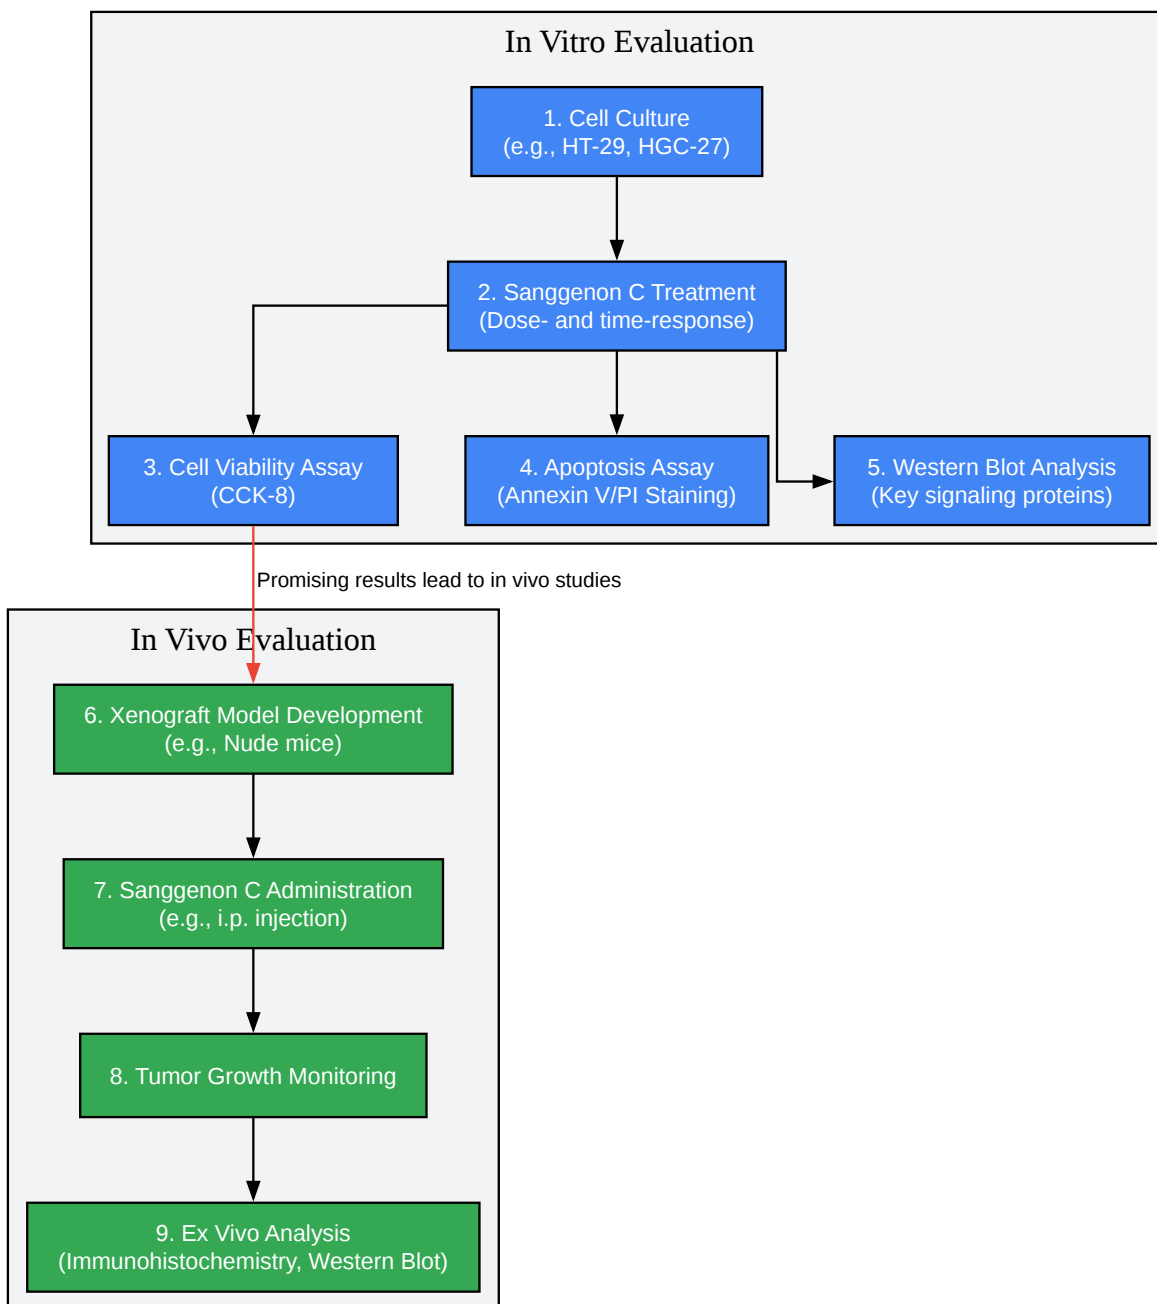 In Vitro Evaluation
1. Cell Culture
(e.g., HT-29, HGC-27)
2. Sanggenon C Treatment
(Dose- and time-response)
3. Cell Viability Assay
(CCK-8)
4. Apoptosis Assay
(Annexin V/PI Staining)
5. Western Blot Analysis
(Key signaling proteins)
Promising results lead to in vivo studies
In Vivo Evaluation
6. Xenograft Model Development
(e.g., Nude mice)
7. Sanggenon C Administration
(e.g., i.p. injection)
8. Tumor Growth Monitoring
9. Ex Vivo Analysis
(Immunohistochemistry, Western Blot)